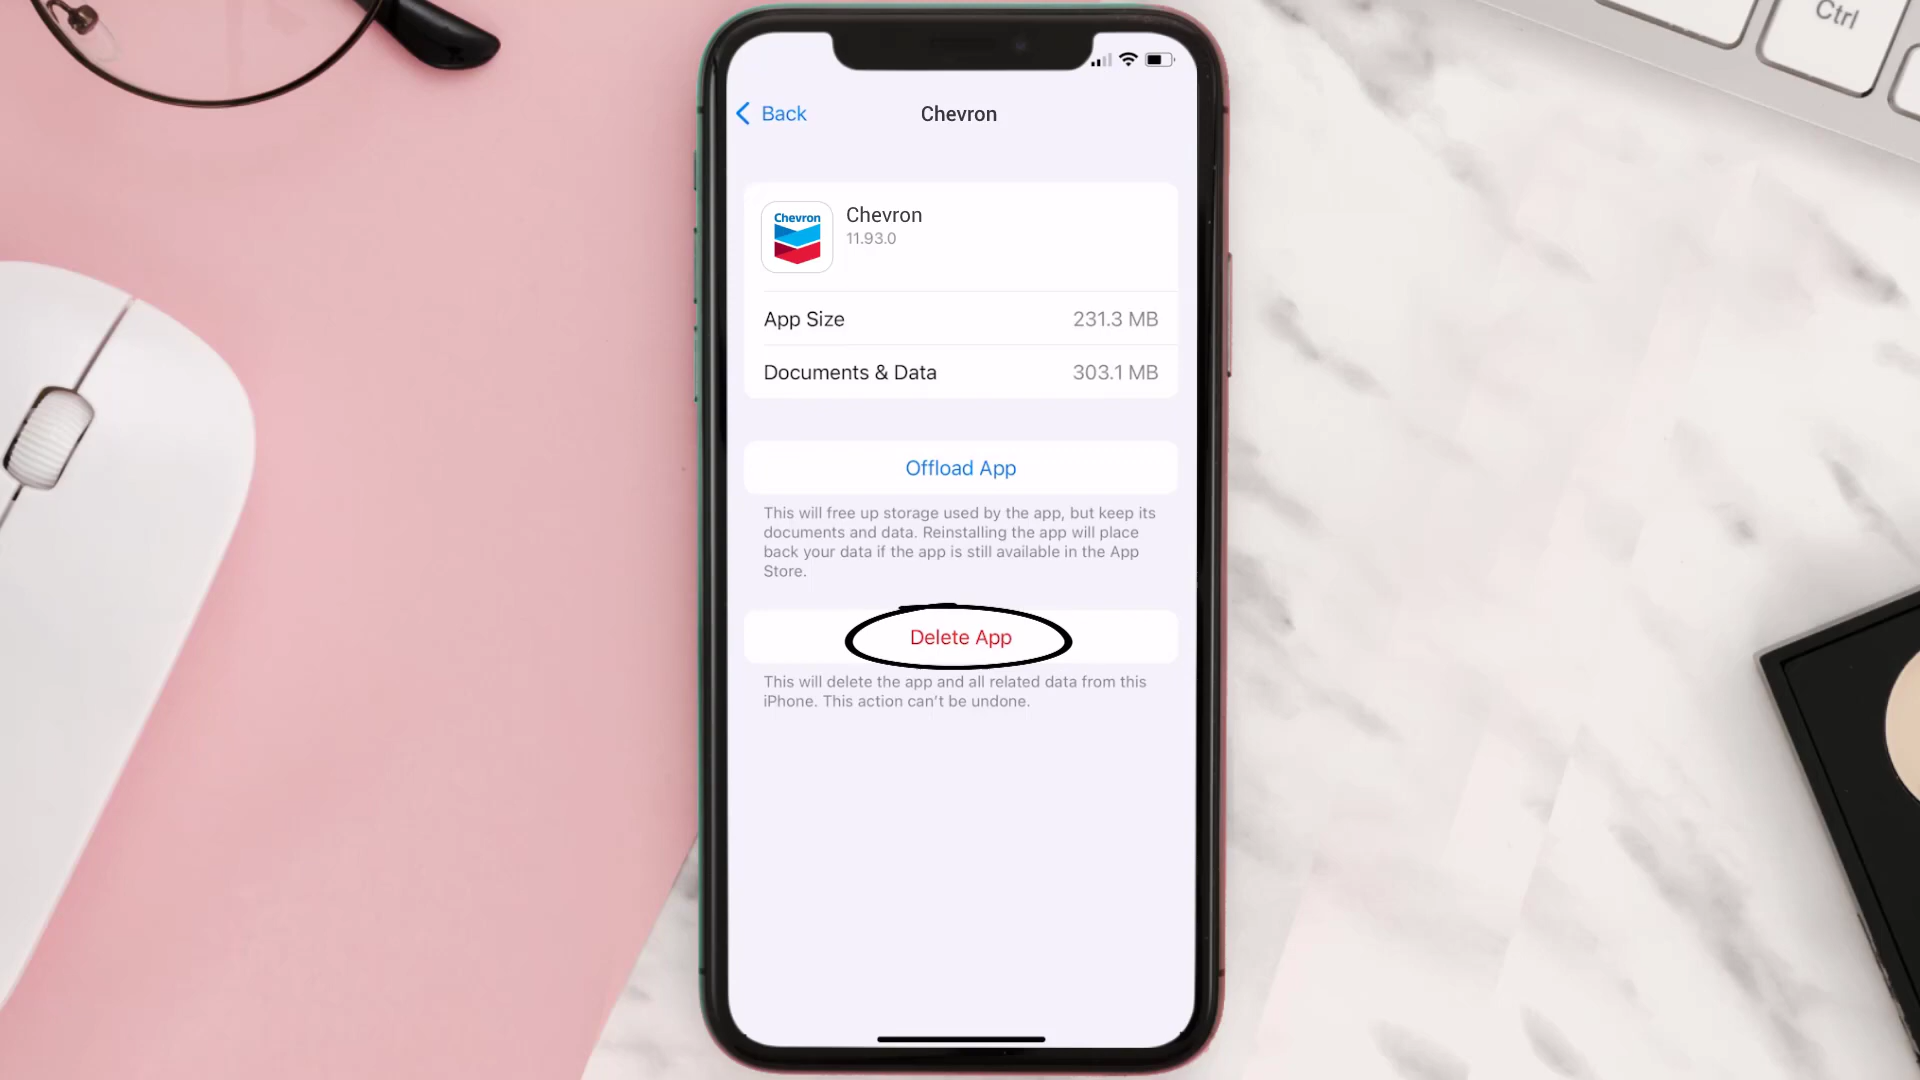 Ctrl
Back
Chevron
Chevron
Chevron
11.93.0
App Size 231.3 MB
Documents & Data 303.1 MB
Offload App
This will free up storage used by the app, but keep its
documents and data. Reinstalling the app will place
back your data if the app is still available in the App
Store.
Delete App
This will delete the app and all related data from this
iPhone. This action can't be undone.